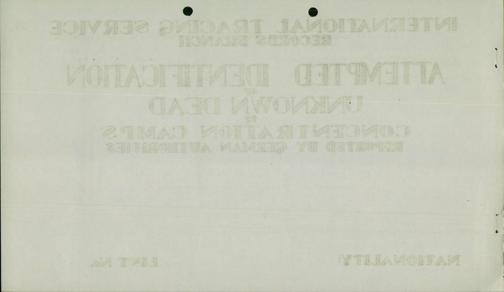 INTERNATIONAL TRACING SERVICE
RECORDS BRANCH
ATTEMPTED IDENTIFICATION
OF
UNKNOWN DEAD
IN
CONCENTRATION CAMPS
REPORTED BY GERMAN AUTHORITIES
NATIONALITY LIST No.